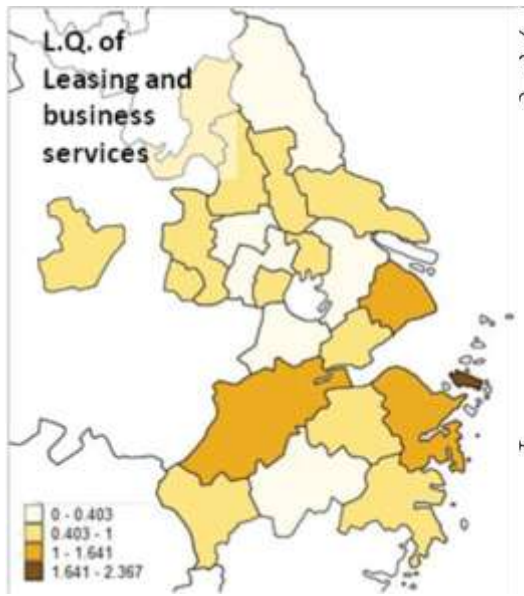 L.Q. of
Leasing and
business
services
0 - 0.403
0.403 - 1
1 - 1.641
1.641 - 2.367